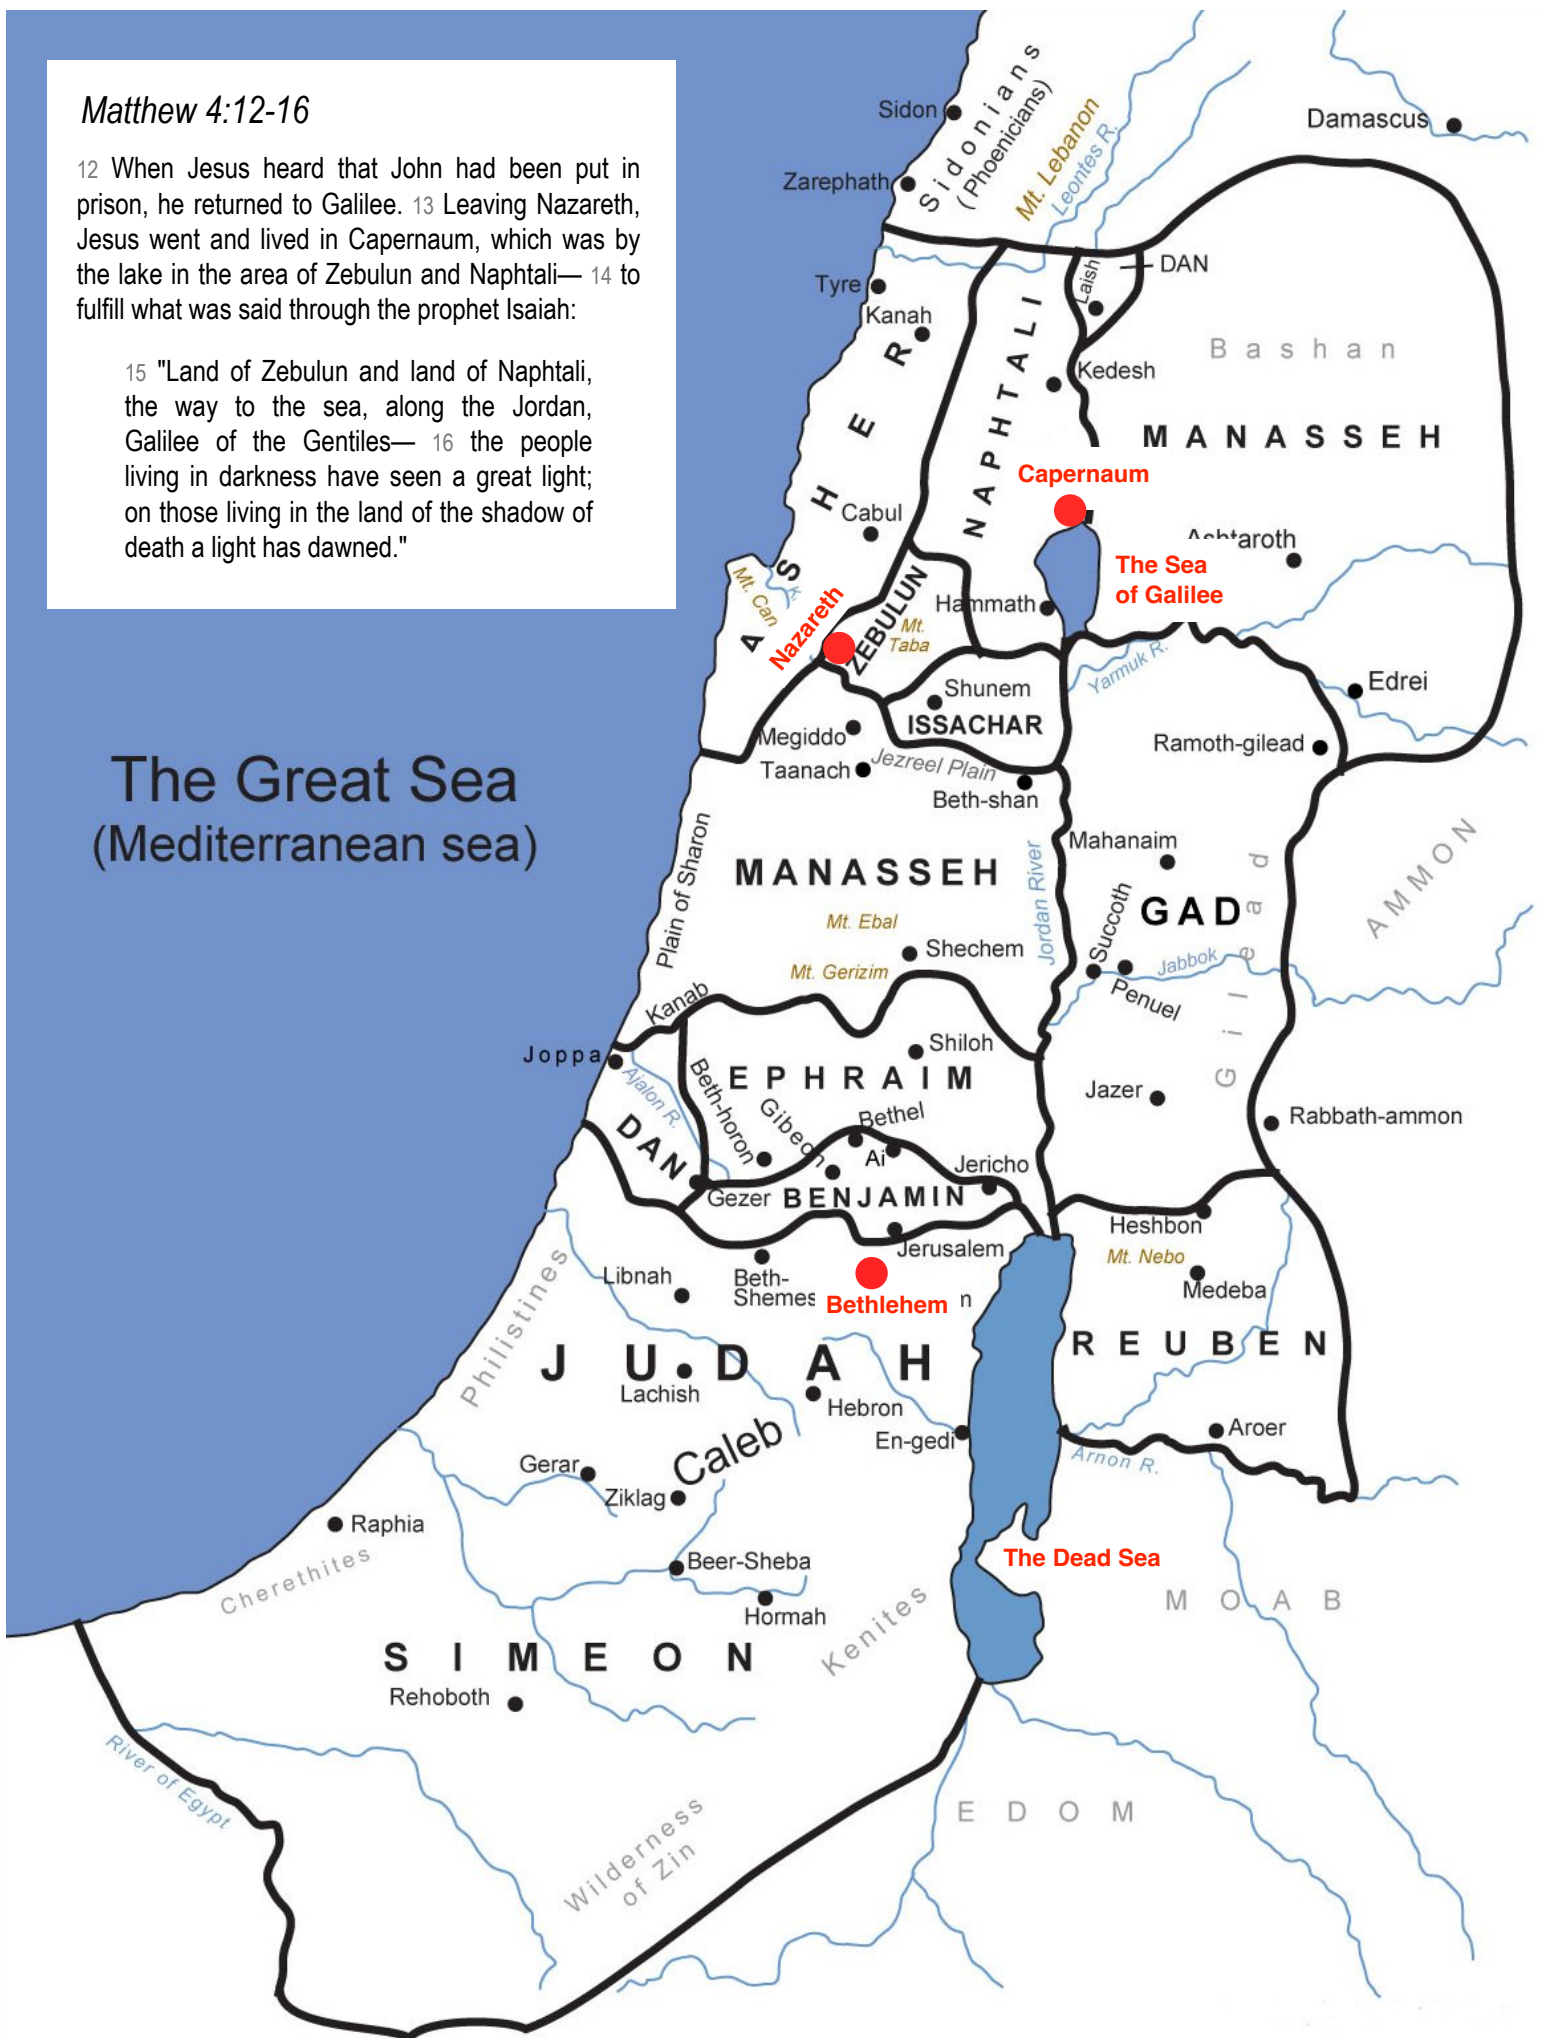 Matthew 4:12-16
12 When Jesus heard that John had been put in
prison, he returned to Galilee. 13 Leaving Nazareth,
Jesus went and lived in Capernaum, which was by
the lake in the area of Zebulun and Naphtali— 14 to
fulfill what was said through the prophet Isaiah:
15 "Land of Zebulun and land of Naphtali,
the way to the sea, along the Jordan,
Galilee of the Gentiles— 16 the people
living in darkness have seen a great light;
on those living in the land of the shadow of
death a light has dawned."
Sidon
Sidonians
(Phoenicians)
Mt. Lebanon
Leontes R.
Damascus
Zarephath
Tyre
Kanah
Laish
DAN
Bashan
ASHER
NAPHTALI
Kedesh
MANASSEH
Capernaum
Cabul
Ashtaroth
The Sea
of Galilee
Mt. Can
K.
Nazareth
ZEBULUN
Hammath
Mt.
Taba
Yarmuk R.
Edrei
Shunem
ISSACHAR
Megiddo
Taanach
Jezreel Plain
Beth-shan
Ramoth-gilead
The Great Sea
(Mediterranean sea)
Plain of Sharon
MANASSEH
Jordan River
Mahanaim
AMMON
Mt. Ebal
Succoth
GAD
Gilead
Shechem
Mt. Gerizim
Jabbok
Penuel
Kanab
Joppa
Ajalon R.
Shiloh
EPHRAIM
Beth-horon
Gibeon
Bethel
Ai
Jazer
Rabbath-ammon
DAN
Jericho
Gezer
BENJAMIN
Heshbon
Jerusalem
Mt. Nebo
Medeba
Philistines
Libnah
Beth-
Shemes
Bethlehem
n
JUDAH
REUBEN
Lachish
Hebron
En-gedi
Aroer
Arnon R.
Caleb
Gerar
Ziklag
Raphia
Cherethites
Beer-Sheba
Hormah
The Dead Sea
Kenites
MOAB
SIMEON
Rehoboth
River of Egypt
Wilderness
of Zin
EDOM